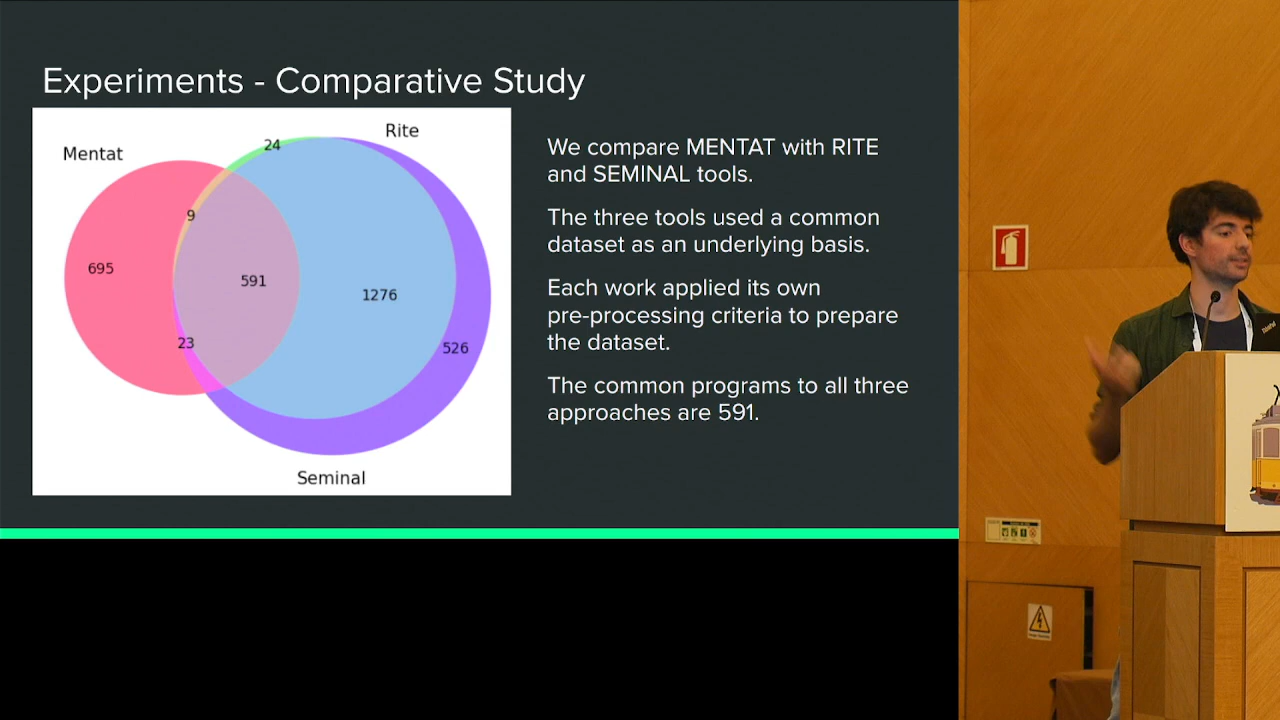 Experiments - Comparative Study
Mentat
Rite
24
9
695
591
1276
23
526
Seminal
We compare MENTAT with RITE
and SEMINAL tools.
The three tools used a common
dataset as an underlying basis.
Each work applied its own
pre-processing criteria to prepare
the dataset.
The common programs to all three
approaches are 591.